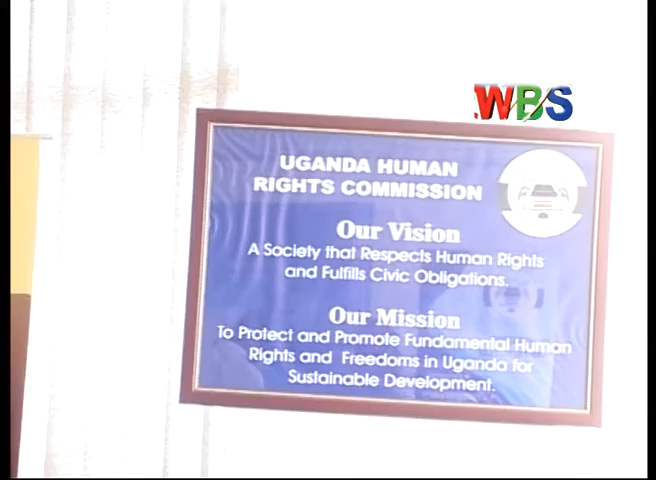 WBS
UGANDA HUMAN
RIGHTS COMMISSION
Our Vision
A Society that Respects Human Rights
and Fulfills Civic Obligations.
Our Mission
To Protect and Promote Fundamental Human
Rights and Freedoms in Uganda for
Sustainable Development.